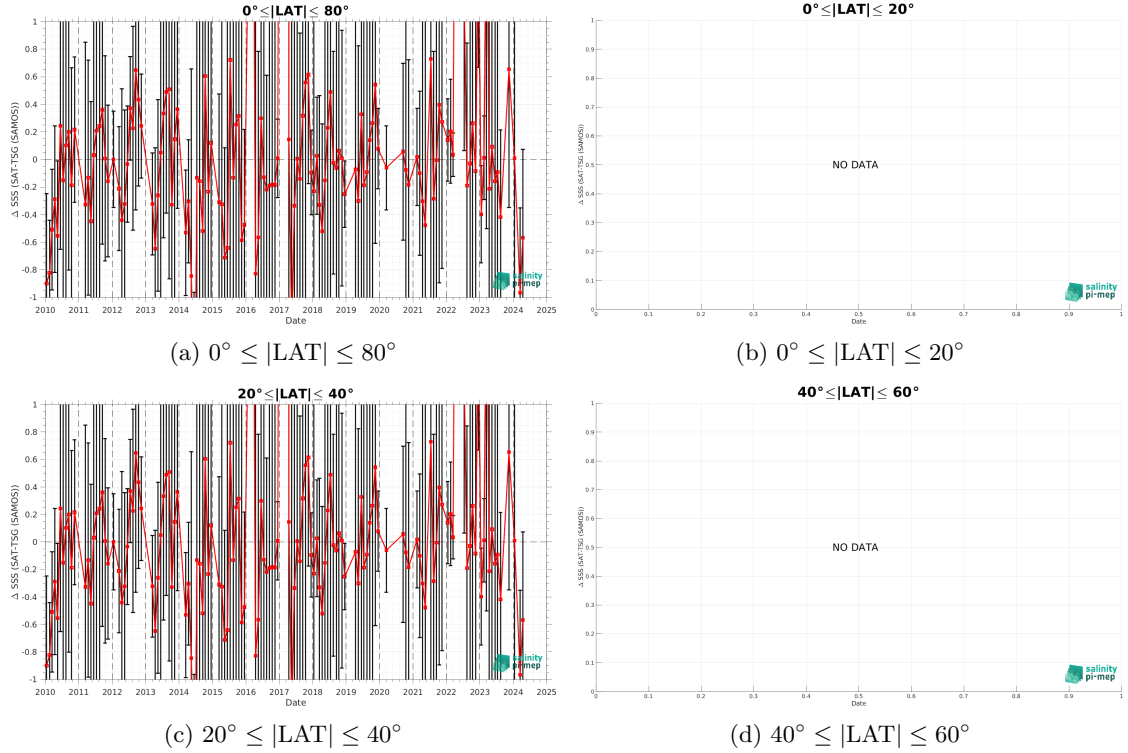 0°≤|LAT|≤ 80°
Δ SSS (SAT-TSG (SAMOS))
1
0.8
0.6
0.4
0.2
0
-0.2
-0.4
-0.6
-0.8
-1
2010 2011 2012 2013 2014 2015 2016 2017 2018 2019 2020 2021 2022 2023 2024 2025
Date
salinity
pi-mep
(a) 0° ≤ |LAT| ≤ 80°
0°≤|LAT|≤ 20°
Δ SSS (SAT-TSG (SAMOS))
1
0.9
0.8
0.7
0.6
0.5
0.4
0.3
0.2
0.1
0
NO DATA
0 0.1 0.2 0.3 0.4 0.5 0.6 0.7 0.8 0.9 1
Date
salinity
pi-mep
(b) 0° ≤ |LAT| ≤ 20°
20°≤|LAT|≤ 40°
Δ SSS (SAT-TSG (SAMOS))
1
0.8
0.6
0.4
0.2
0
-0.2
-0.4
-0.6
-0.8
-1
2010 2011 2012 2013 2014 2015 2016 2017 2018 2019 2020 2021 2022 2023 2024 2025
Date
salinity
pi-mep
(c) 20° ≤ |LAT| ≤ 40°
40°≤|LAT|≤ 60°
Δ SSS (SAT-TSG (SAMOS))
1
0.9
0.8
0.7
0.6
0.5
0.4
0.3
0.2
0.1
0
NO DATA
0 0.1 0.2 0.3 0.4 0.5 0.6 0.7 0.8 0.9 1
Date
salinity
pi-mep
(d) 40° ≤ |LAT| ≤ 60°